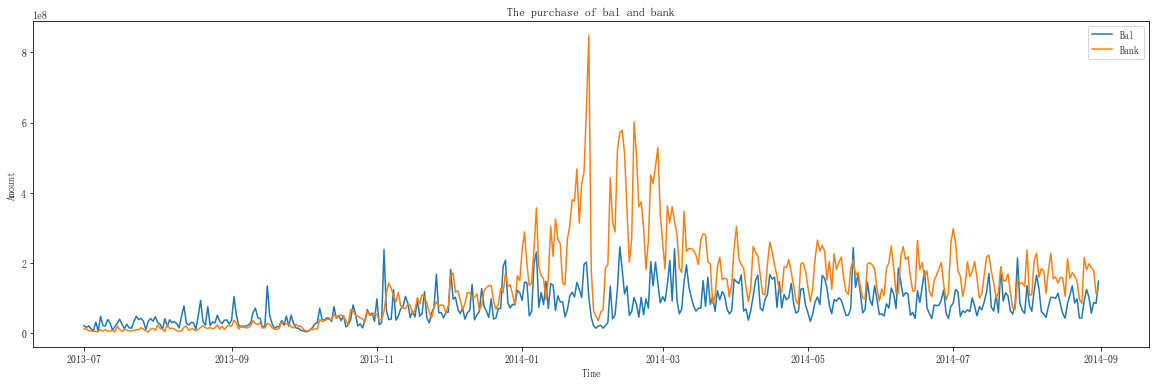 The purchase of bal and bank
1e8
Bal
Bank
8
6
4
2
0
Amount
2013-07
2013-09
2013-11
2014-01
2014-03
2014-05
2014-07
2014-09
Time